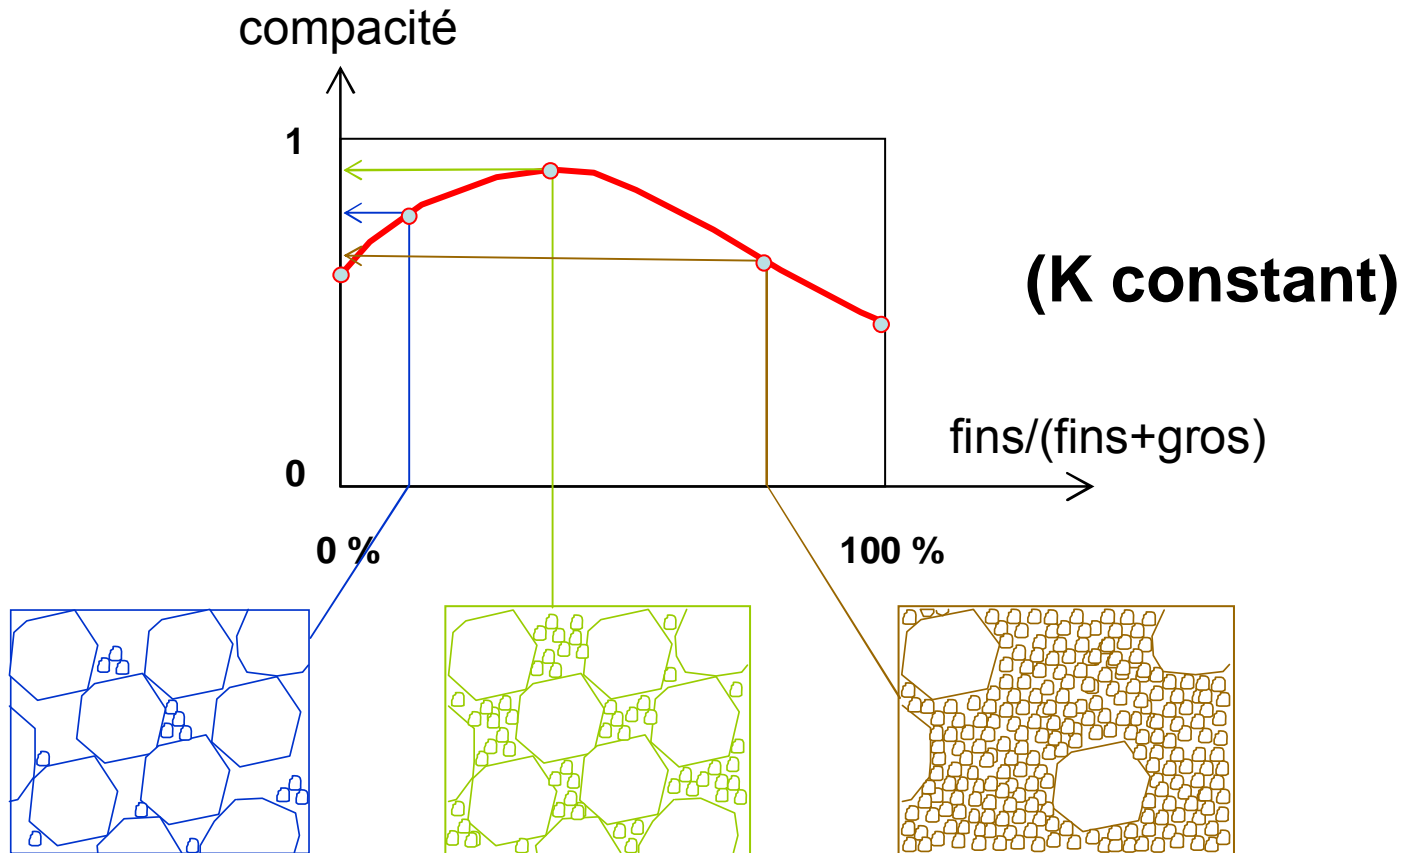 compacité
1
(K constant)
fins/(fins+gros)
0
0 %
100 %